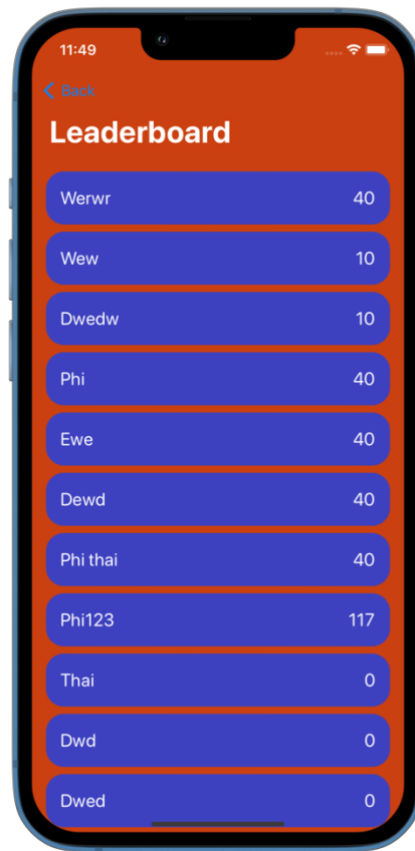 11:49
Back
Leaderboard
Werwr 40
Wew 10
Dwedw 10
Phi 40
Ewe 40
Dewd 40
Phi thai 40
Phi123 117
Thai 0
Dwd 0
Dwed 0